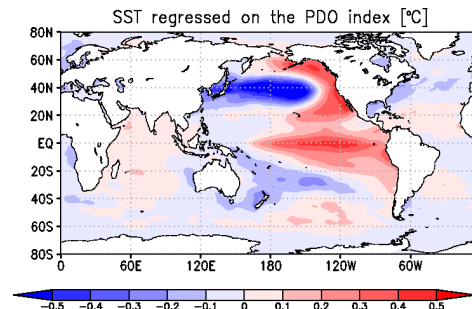 SST regressed on the PDO index [°C]
80N
60N
40N
20N
EQ
20S
40S
60S
80S
0 60E 120E 180 120W 60W
-0.5 -0.4 -0.3 -0.2 -0.1 0 0.1 0.2 0.3 0.4 0.5